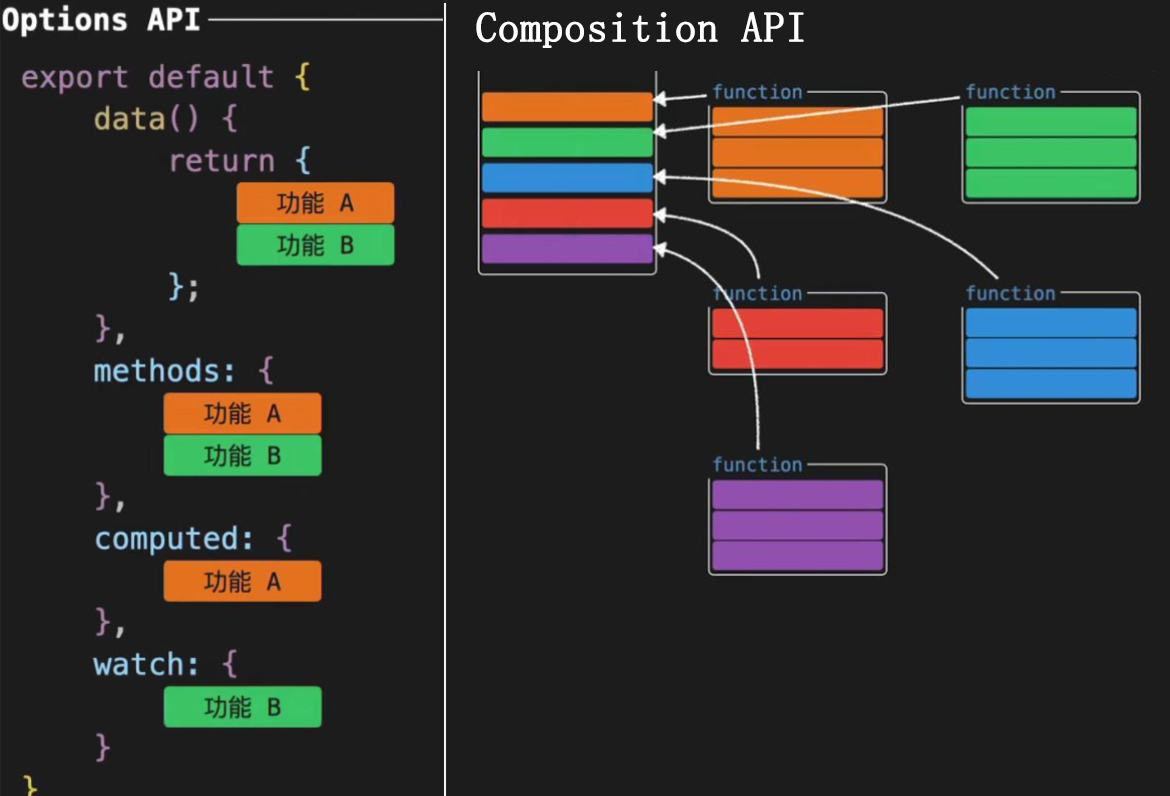 Options API
export default {
data() {
return {
功能 A
功能 B
};
},
methods: {
功能 A
功能 B
},
computed: {
功能 A
},
watch: {
功能 B
}
}
Composition API
function
function
function
function
function